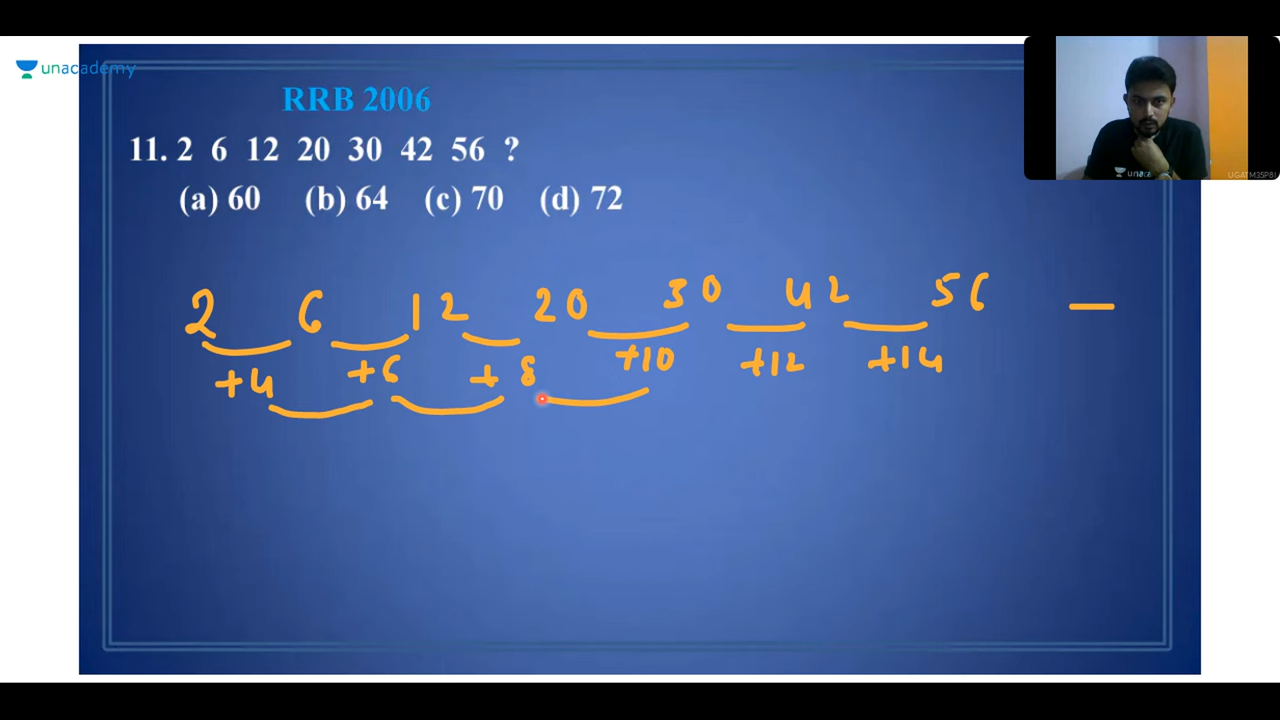 unacademy
RRB 2006
11. 2 6 12 20 30 42 56 ?
(a) 60 (b) 64 (c) 70 (d) 72
2 6 12 20 30 42 56 —
+4 +6 +8 +10 +12 +14